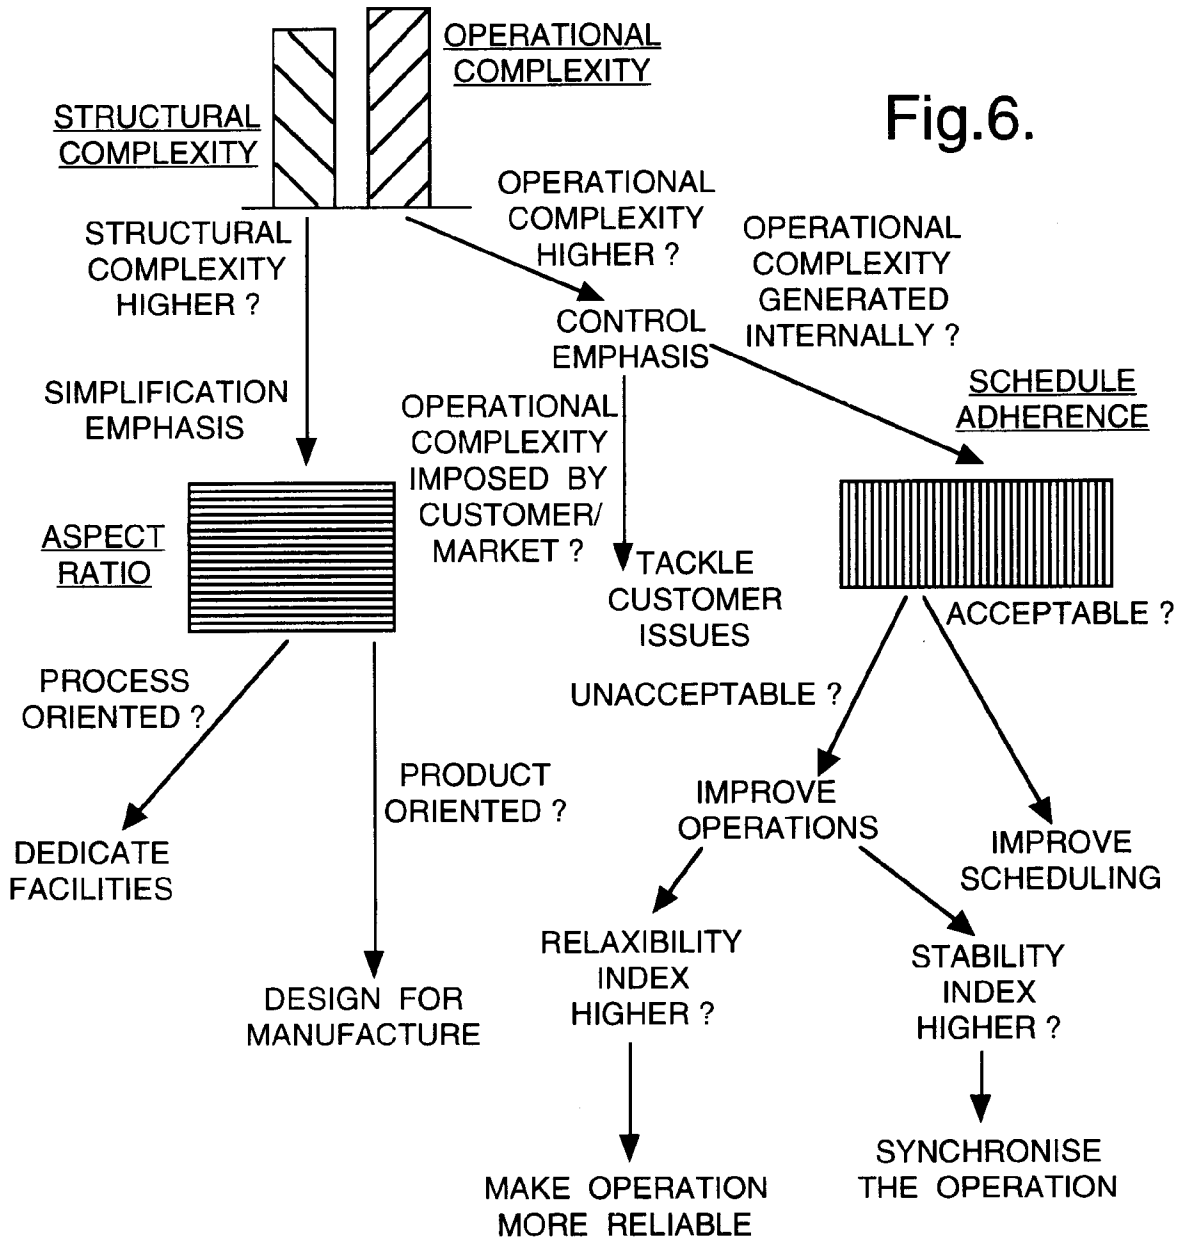 OPERATIONAL
COMPLEXITY
STRUCTURAL
COMPLEXITY
Fig.6.
OPERATIONAL
COMPLEXITY
HIGHER ?
STRUCTURAL
COMPLEXITY
HIGHER ?
OPERATIONAL
COMPLEXITY
GENERATED
INTERNALLY ?
CONTROL
EMPHASIS
SIMPLIFICATION
EMPHASIS
OPERATIONAL
COMPLEXITY
IMPOSED BY
CUSTOMER/
MARKET ?
SCHEDULE
ADHERENCE
ASPECT
RATIO
TACKLE
CUSTOMER
ISSUES
ACCEPTABLE ?
UNACCEPTABLE ?
PROCESS
ORIENTED ?
PRODUCT
ORIENTED ?
IMPROVE
OPERATIONS
IMPROVE
SCHEDULING
DEDICATE
FACILITIES
RELAXIBILITY
INDEX
HIGHER ?
STABILITY
INDEX
HIGHER ?
DESIGN FOR
MANUFACTURE
MAKE OPERATION
MORE RELIABLE
SYNCHRONISE
THE OPERATION